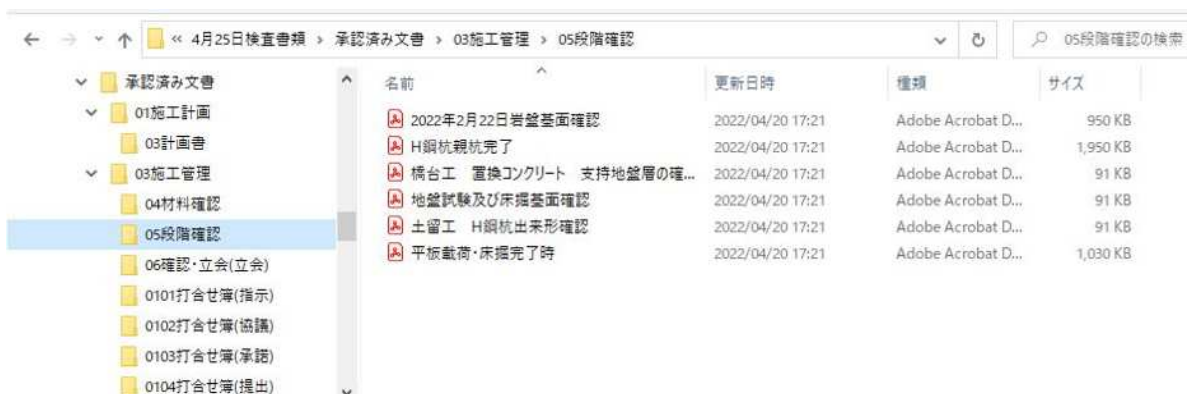 « 4月25日検査書類 › 承認済み文書 › 03施工管理 › 05段階確認
05段階確認の検索
承認済み文書
01施工計画
03計画書
03施工管理
04材料確認
05段階確認
06確認・立会(立会)
0101打合せ簿(指示)
0102打合せ簿(協議)
0103打合せ簿(承諾)
0104打合せ簿(提出)
名前 更新日時 種類 サイズ
2022年2月22日岩盤基面確認 2022/04/20 17:21 Adobe Acrobat D... 950 KB
H鋼杭親杭完了 2022/04/20 17:21 Adobe Acrobat D... 1,950 KB
橋台工 置換コンクリート 支持地盤層の確... 2022/04/20 17:21 Adobe Acrobat D... 91 KB
地盤試験及び床掘基面確認 2022/04/20 17:21 Adobe Acrobat D... 91 KB
土留工 H鋼杭出来形確認 2022/04/20 17:21 Adobe Acrobat D... 91 KB
平板載荷・床掘完了時 2022/04/20 17:21 Adobe Acrobat D... 1,030 KB